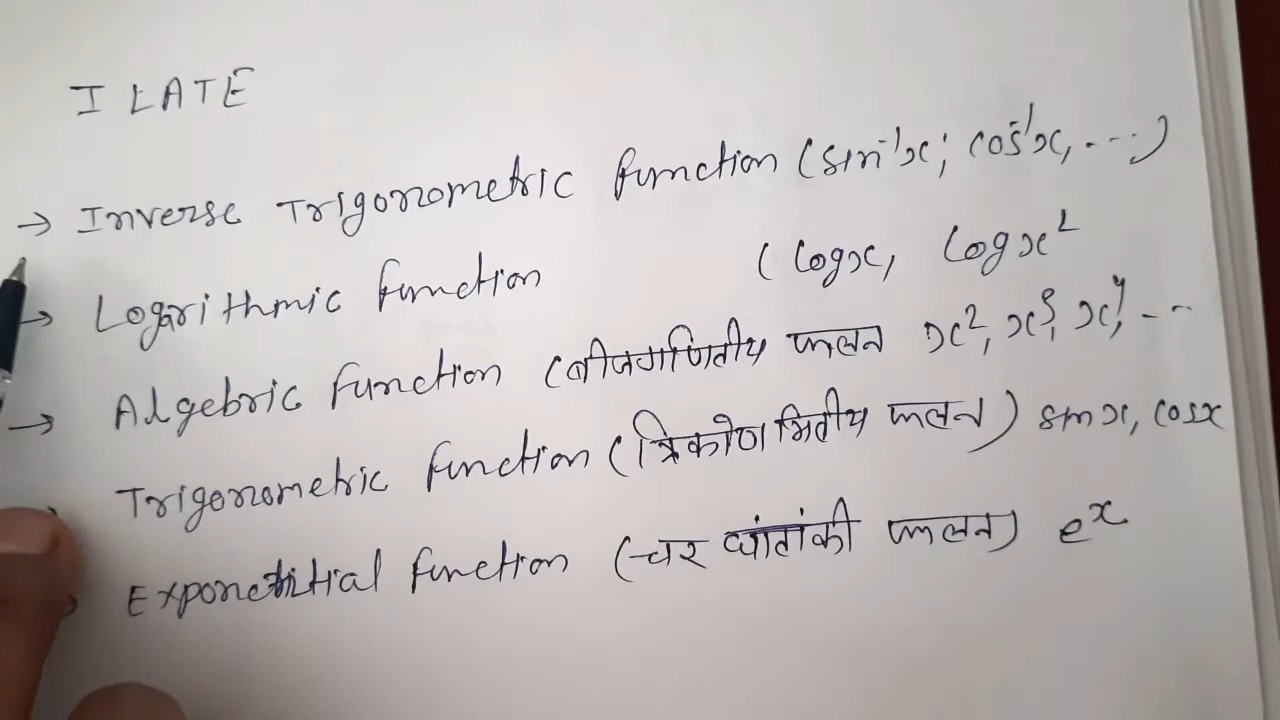 I LATE
→ Inverse Trigonometric function (sin⁻¹x, cos⁻¹x, ....)
→ Logarithmic function (logx, logx²
→ Algebric function (बीजगणितीय फलन x², x³, x⁴, ...
Trigonometric function (त्रिकोणमितीय फलन) sinx, cosx
Exponential function (चर घांतांकी फलन) eˣ